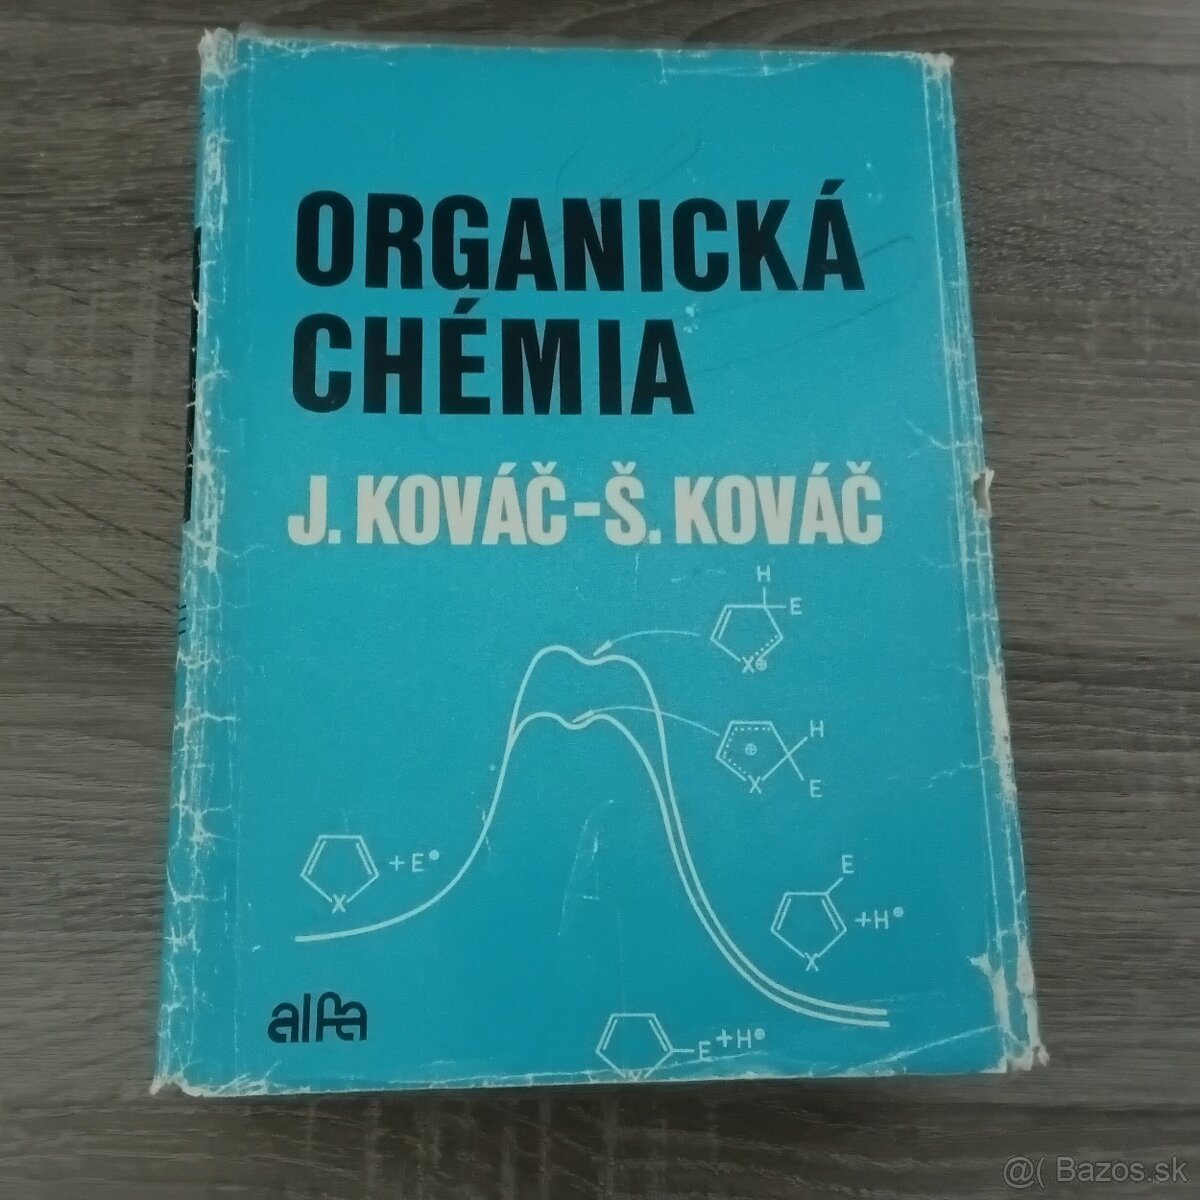 ORGANICKÁ
CHÉMIA
J. KOVÁČ-Š. KOVÁČ
H
E
X⊕
⊕
H
X
E
+E⊕
X
E
+H⊕
X
alfa
E+H⊕
@( Bazos.sk